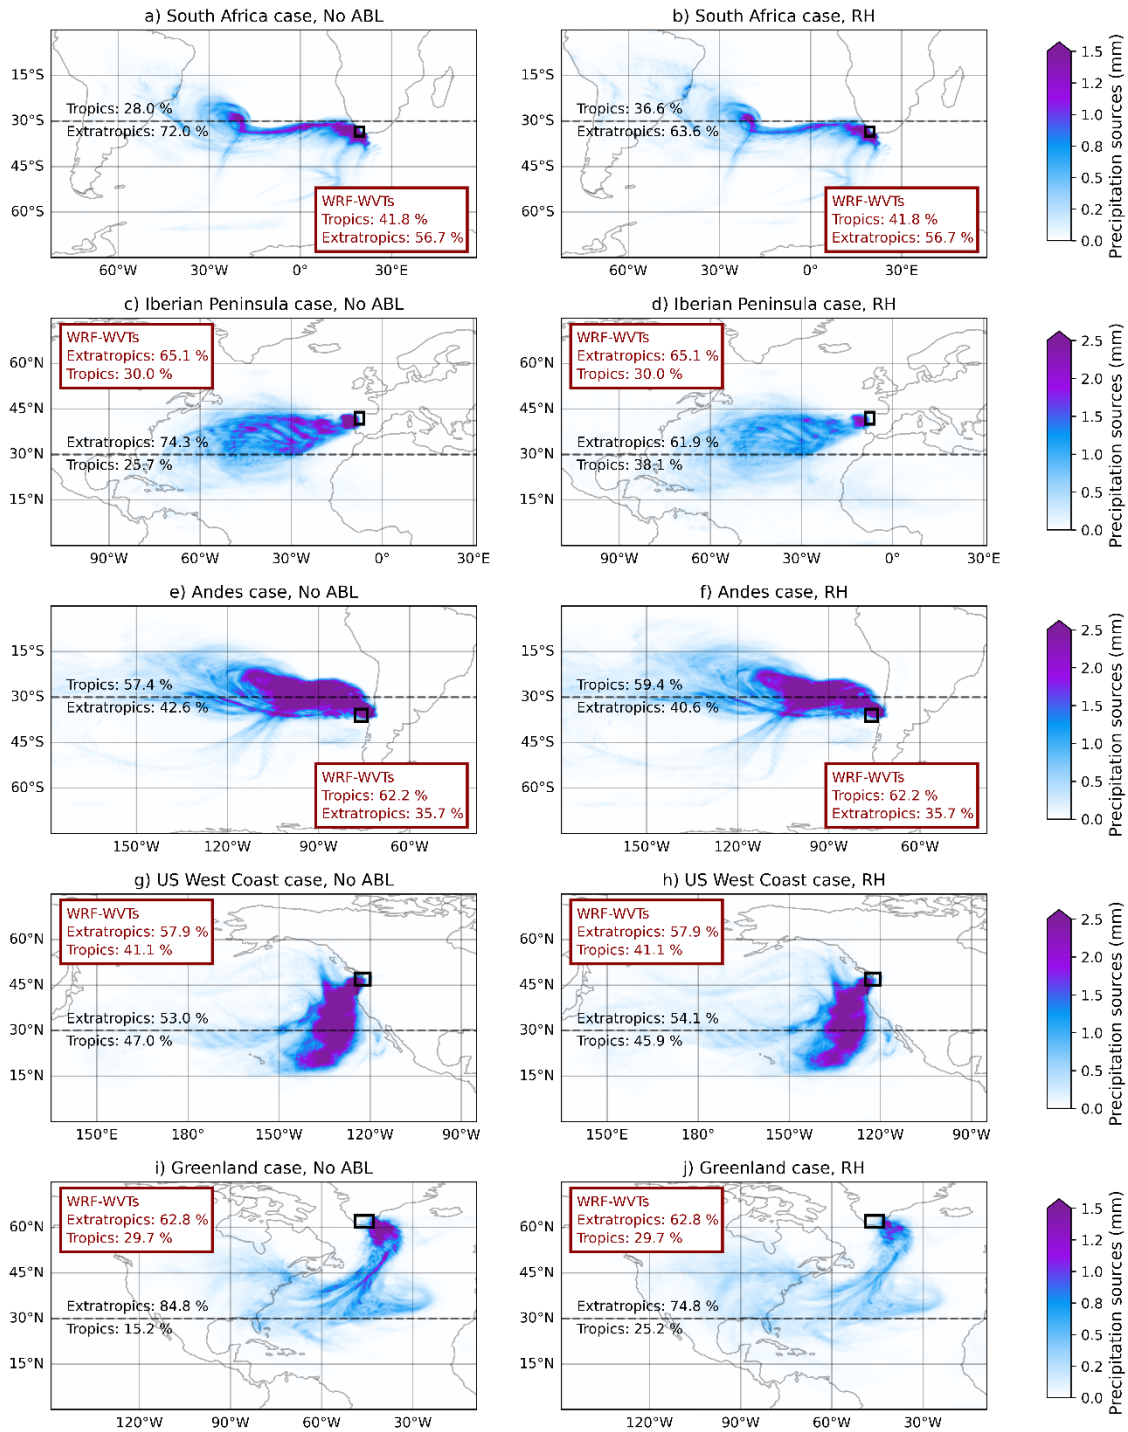 a) South Africa case, No ABL
15°S
30°S
45°S
60°S
Tropics: 28.0 %
Extratropics: 72.0 %
WRF-WVTs
Tropics: 41.8 %
Extratropics: 56.7 %
60°W 30°W 0° 30°E
b) South Africa case, RH
15°S
30°S
45°S
60°S
Tropics: 36.6 %
Extratropics: 63.6 %
WRF-WVTs
Tropics: 41.8 %
Extratropics: 56.7 %
60°W 30°W 0° 30°E
1.5
1.2
1.0
0.8
0.5
0.2
0.0
Precipitation sources (mm)
c) Iberian Peninsula case, No ABL
WRF-WVTs
Extratropics: 65.1 %
Tropics: 30.0 %
60°N
45°N
30°N
15°N
Extratropics: 74.3 %
Tropics: 25.7 %
90°W 60°W 30°W 0° 30°E
d) Iberian Peninsula case, RH
WRF-WVTs
Extratropics: 65.1 %
Tropics: 30.0 %
60°N
45°N
30°N
15°N
Extratropics: 61.9 %
Tropics: 38.1 %
90°W 60°W 30°W 0° 30°E
2.5
2.0
1.5
1.0
0.5
0.0
Precipitation sources (mm)
e) Andes case, No ABL
15°S
30°S
45°S
60°S
Tropics: 57.4 %
Extratropics: 42.6 %
WRF-WVTs
Tropics: 62.2 %
Extratropics: 35.7 %
150°W 120°W 90°W 60°W
f) Andes case, RH
15°S
30°S
45°S
60°S
Tropics: 59.4 %
Extratropics: 40.6 %
WRF-WVTs
Tropics: 62.2 %
Extratropics: 35.7 %
150°W 120°W 90°W 60°W
2.5
2.0
1.5
1.0
0.5
0.0
Precipitation sources (mm)
g) US West Coast case, No ABL
WRF-WVTs
Extratropics: 57.9 %
Tropics: 41.1 %
60°N
45°N
30°N
15°N
Extratropics: 53.0 %
Tropics: 47.0 %
150°E 180° 150°W 120°W 90°W
h) US West Coast case, RH
WRF-WVTs
Extratropics: 57.9 %
Tropics: 41.1 %
60°N
45°N
30°N
15°N
Extratropics: 54.1 %
Tropics: 45.9 %
150°E 180° 150°W 120°W 90°W
2.5
2.0
1.5
1.0
0.5
0.0
Precipitation sources (mm)
i) Greenland case, No ABL
WRF-WVTs
Extratropics: 62.8 %
Tropics: 29.7 %
60°N
45°N
30°N
15°N
Extratropics: 84.8 %
Tropics: 15.2 %
120°W 90°W 60°W 30°W
j) Greenland case, RH
WRF-WVTs
Extratropics: 62.8 %
Tropics: 29.7 %
60°N
45°N
30°N
15°N
Extratropics: 74.8 %
Tropics: 25.2 %
120°W 90°W 60°W 30°W
1.5
1.2
1.0
0.8
0.5
0.2
0.0
Precipitation sources (mm)